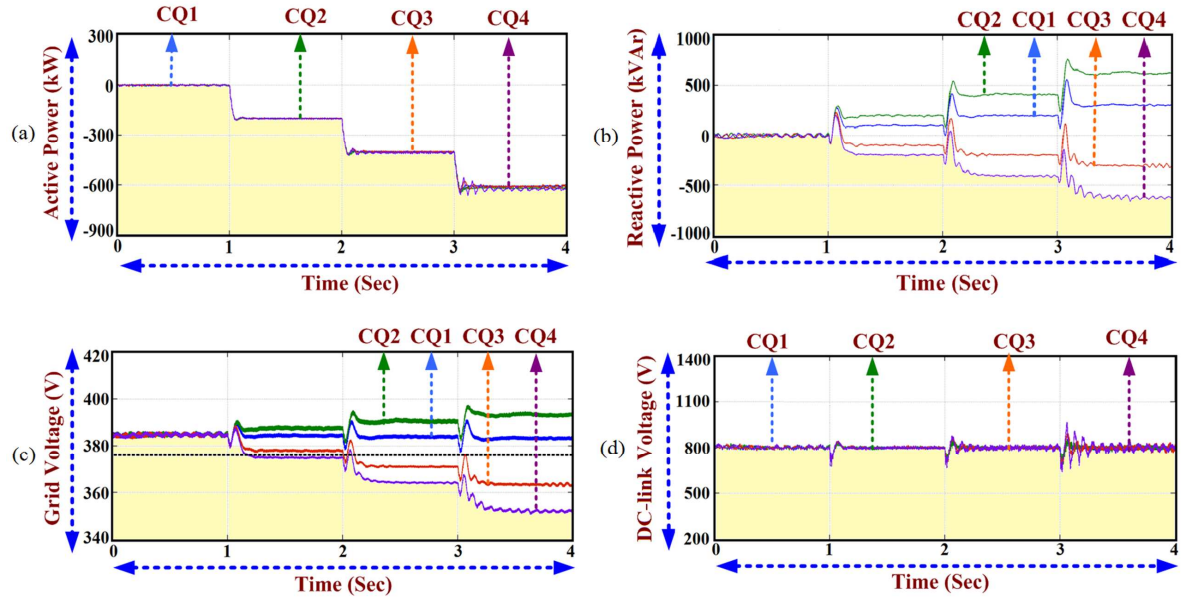 CQ1 CQ2 CQ3 CQ4
300
0
-300
-600
-900
Active Power (kW)
(a)
0 1 2 3 4
Time (Sec)
CQ2 CQ1 CQ3 CQ4
1000
500
0
-500
-1000
Reactive Power (kVAr)
(b)
0 1 2 3 4
Time (Sec)
CQ2 CQ1 CQ3 CQ4
420
400
380
360
340
Grid Voltage (V)
(c)
0 1 2 3 4
Time (Sec)
CQ1 CQ2 CQ3 CQ4
1400
1100
800
500
200
DC-link Voltage (V)
(d)
0 1 2 3 4
Time (Sec)